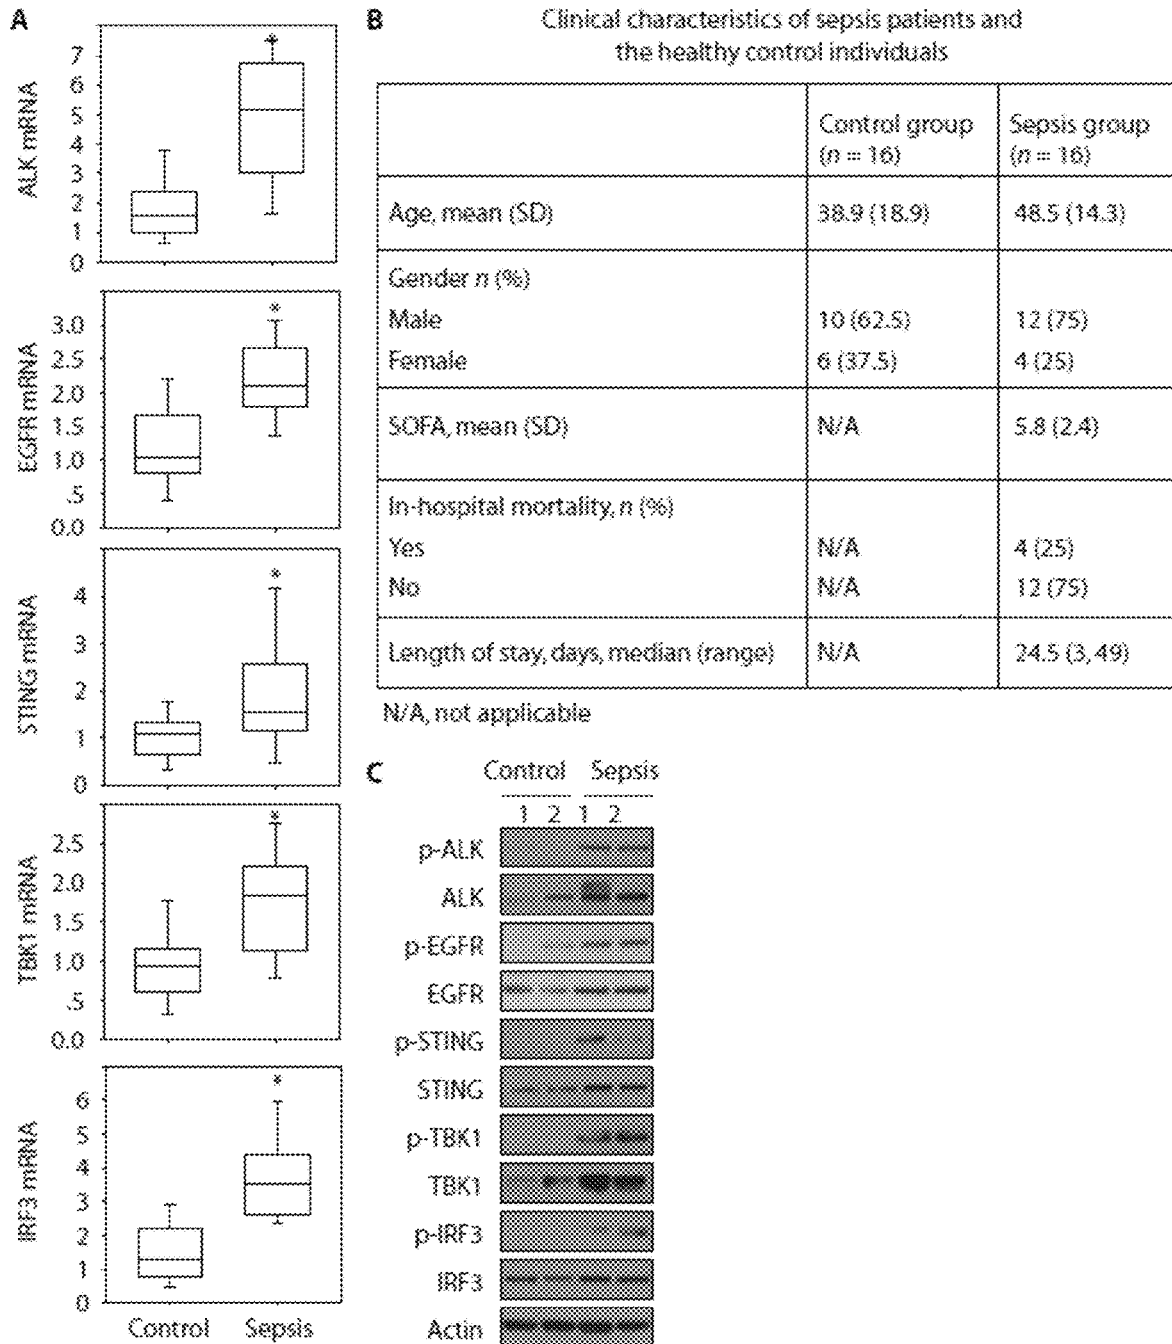 A
ALK mRNA
7
6
5
4
3
2
1
0
*
EGFR mRNA
3.0
2.5
2.0
1.5
1.0
.5
0.0
*
STING mRNA
4
3
2
1
0
*
TBK1 mRNA
2.5
2.0
1.5
1.0
.5
0.0
*
IRF3 mRNA
6
5
4
3
2
1
0
*
Control Sepsis
B
Clinical characteristics of sepsis patients and
the healthy control individuals
Control group Sepsis group
(n = 16) (n = 16)
Age, mean (SD) 38.9 (18.9) 48.5 (14.3)
Gender n (%)
Male 10 (62.5) 12 (75)
Female 6 (37.5) 4 (25)
SOFA, mean (SD) N/A 5.8 (2.4)
In-hospital mortality, n (%)
Yes N/A 4 (25)
No N/A 12 (75)
Length of stay, days, median (range) N/A 24.5 (3, 49)
N/A, not applicable
C
Control Sepsis
1 2 1 2
p-ALK
ALK
p-EGFR
EGFR
p-STING
STING
p-TBK1
TBK1
p-IRF3
IRF3
Actin